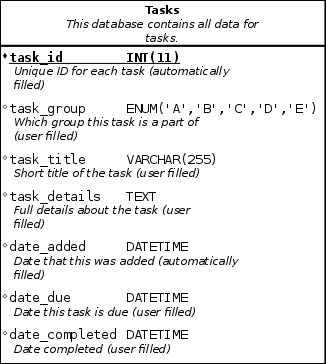 Tasks
This database contains all data for
tasks.
task_id INT(11)
Unique ID for each task (automatically
filled)
task_group ENUM('A','B','C','D','E')
Which group this task is a part of
(user filled)
task_title VARCHAR(255)
Short title of the task (user filled)
task_details TEXT
Full details about the task (user
filled)
date_added DATETIME
Date that this was added (automatically
filled)
date_due DATETIME
Date this task is due (user filled)
date_completed DATETIME
Date completed (user filled)